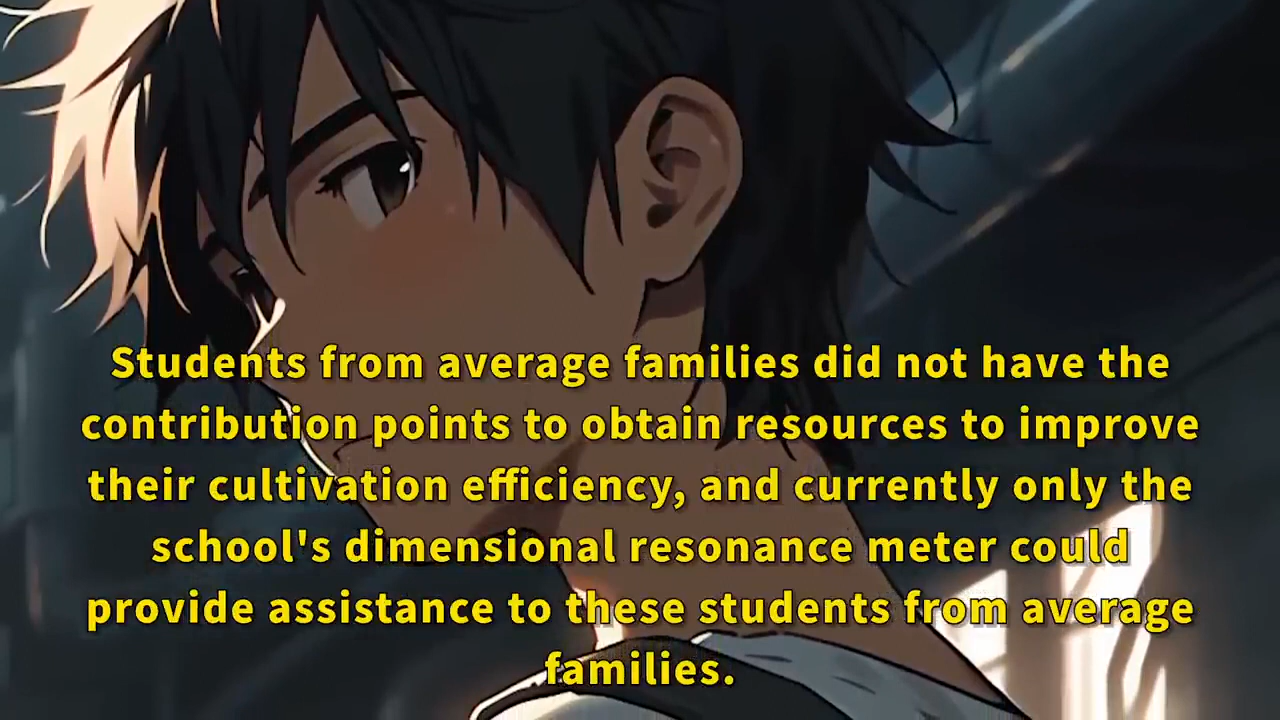 Students from average families did not have the
contribution points to obtain resources to improve
their cultivation efficiency, and currently only the
school's dimensional resonance meter could
provide assistance to these students from average
families.